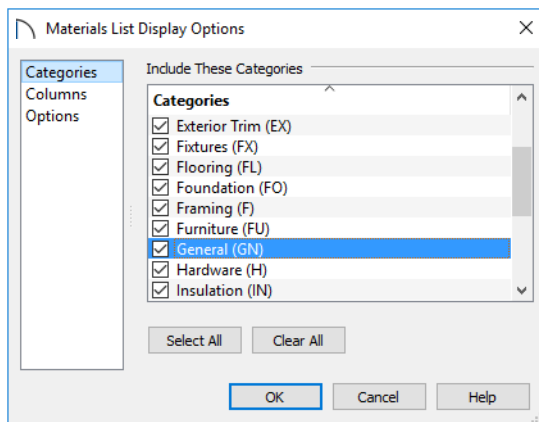 Materials List Display Options
Categories
Columns
Options
Include These Categories
Categories
Exterior Trim (EX)
Fixtures (FX)
Flooring (FL)
Foundation (FO)
Framing (F)
Furniture (FU)
General (GN)
Hardware (H)
Insulation (IN)
Select All Clear All
OK Cancel Help